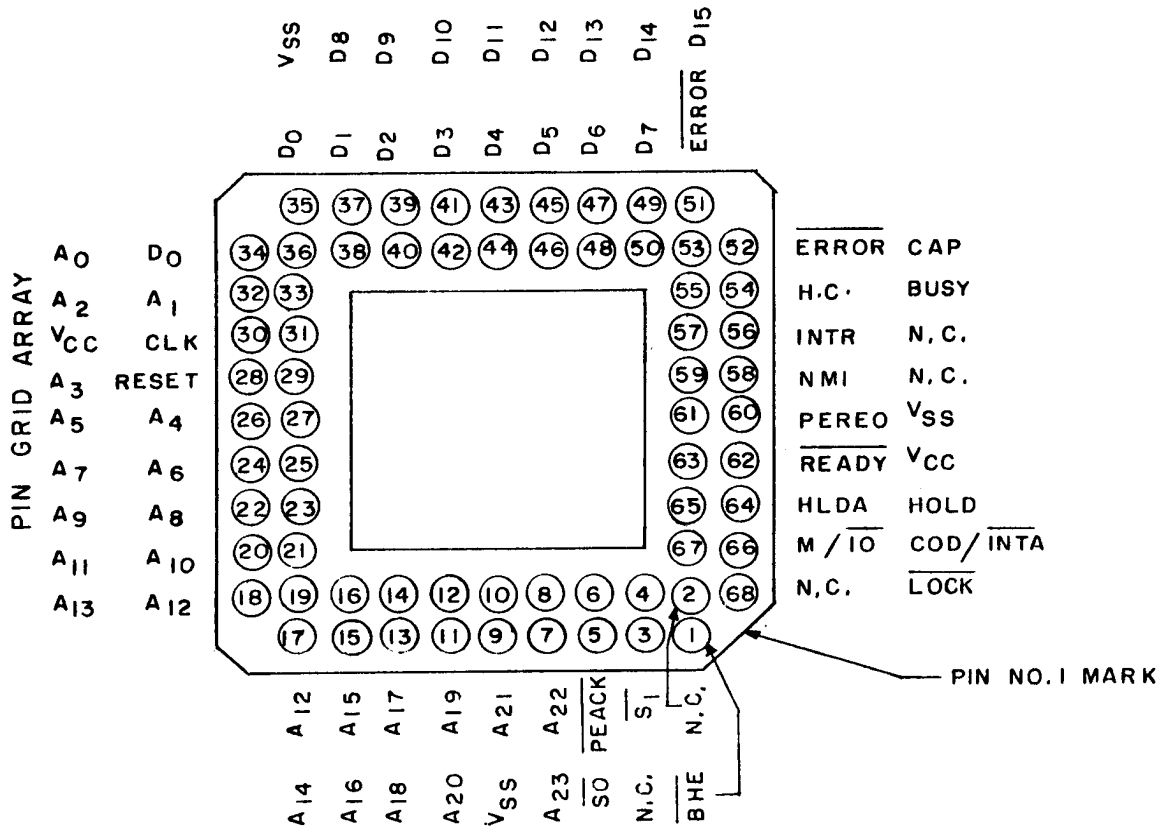 VSS D8 D9 D10 D11 D12 D13 D14 D15
D0 D1 D2 D3 D4 D5 D6 D7 ERROR
35 37 39 41 43 45 47 49 51
A0 D0 34 36 38 40 42 44 46 48 50 53 52 ERROR CAP
A2 A1 32 33 55 54 H.C. BUSY
VCC CLK 30 31 57 56 INTR N.C.
A3 RESET 28 29 59 58 NMI N.C.
A5 A4 26 27 61 60 PEREO VSS
A7 A6 24 25 63 62 READY VCC
A9 A8 22 23 65 64 HLDA HOLD
A11 A10 20 21 67 66 M/IO COD/INTA
A13 A12 18 19 16 14 12 10 8 6 4 2 68 N.C. LOCK
17 15 13 11 9 7 5 3 1
PIN GRID ARRAY
PIN NO.1 MARK
A12 A15 A17 A19 A21 A22 PEACK S1 N.C.
A14 A16 A18 A20 VSS A23 SO N.C. BHE